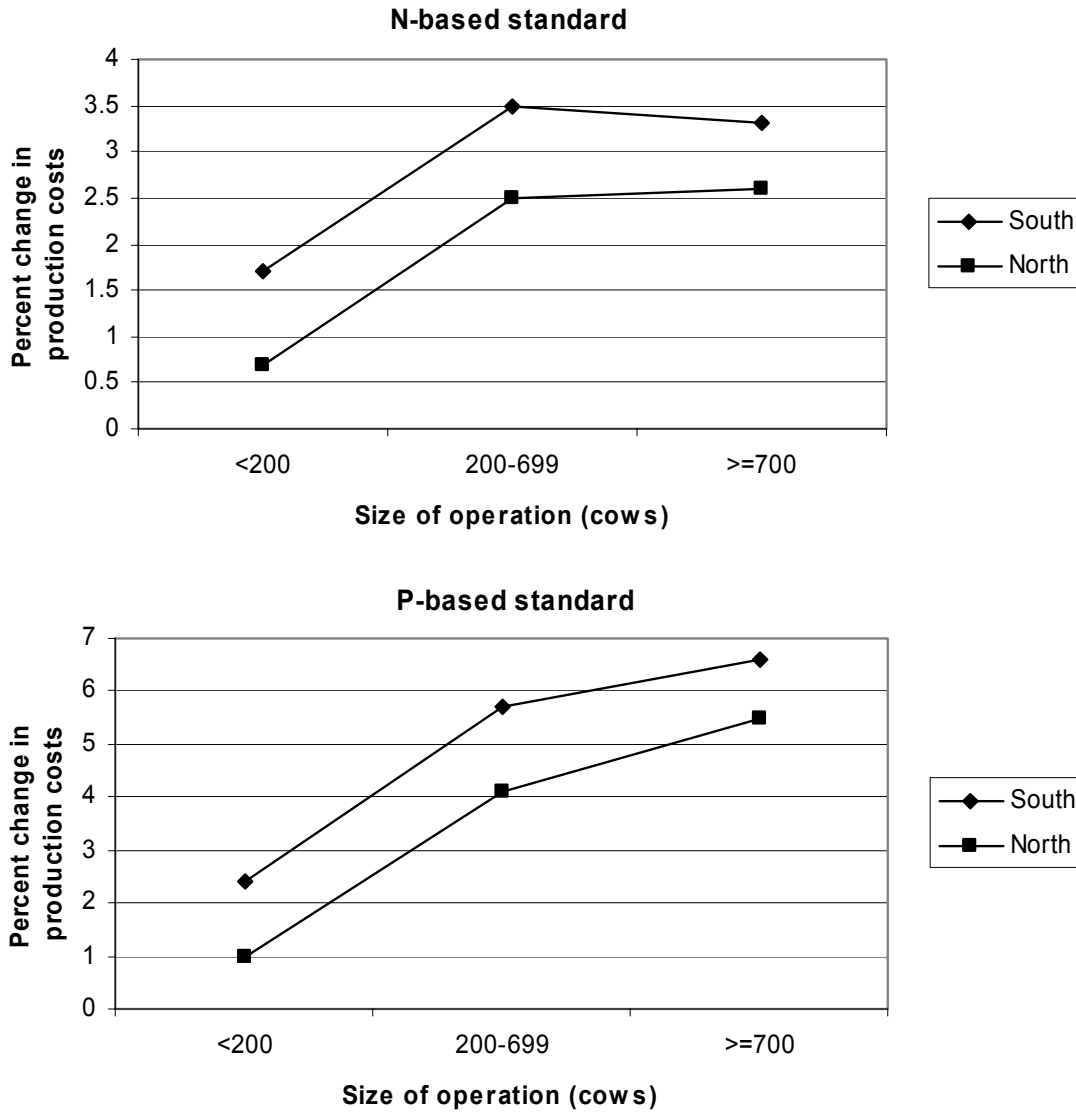 N-based standard
4
3.5
3
2.5
2
1.5
1
0.5
0
Percent change in
production costs
<200 200-699 >=700
Size of operation (cows)
South
North
P-based standard
7
6
5
4
3
2
1
0
Percent change in
production costs
<200 200-699 >=700
Size of operation (cows)
South
North